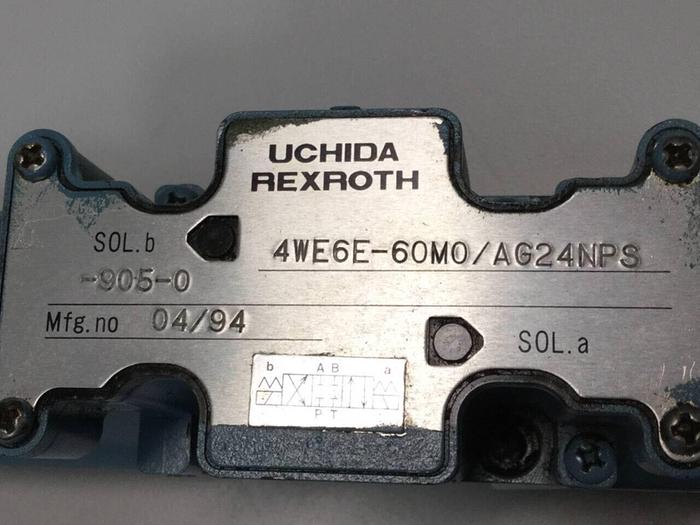 UCHIDA
REXROTH
SOL.b
4WE6E-60M0/AG24NPS
-905-0
Mfg.no 04/94
SOL.a
b A B a
P T